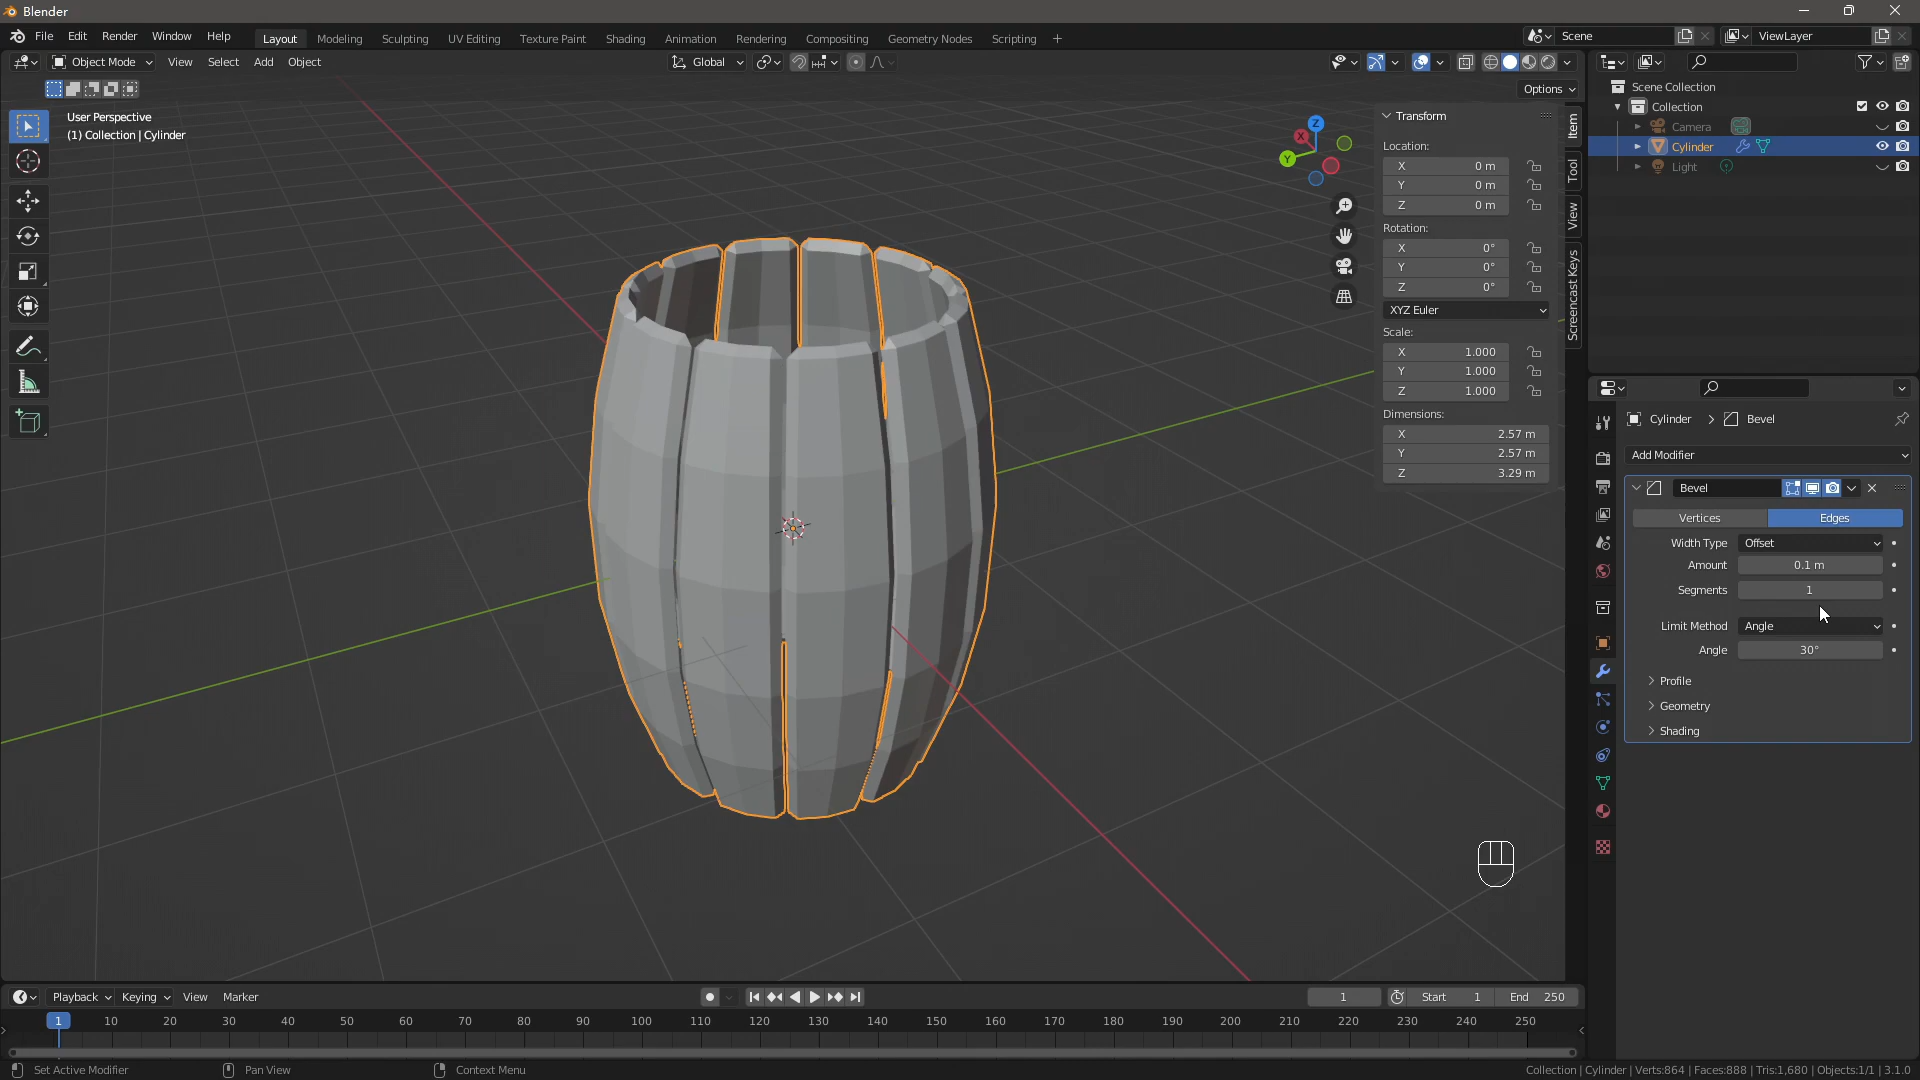 Blender
File Edit Render Window Help Layout Modeling Sculpting UV Editing Texture Paint Shading Animation Rendering Compositing Geometry Nodes Scripting + Scene ViewLayer
Object Mode View Select Add Object Global
Options
User Perspective
(1) Collection | Cylinder
Z
X
Y
Transform
Location:
X 0 m
Y 0 m
Z 0 m
Rotation:
X 0°
Y 0°
Z 0°
XYZ Euler
Scale:
X 1.000
Y 1.000
Z 1.000
Dimensions:
X 2.57 m
Y 2.57 m
Z 3.29 m
Item
Tool
View
Screencast Keys
Scene Collection
Collection
Camera
Cylinder
Light
Cylinder > Bevel
Add Modifier
Bevel
Vertices Edges
Width Type Offset
Amount 0.1 m
Segments 1
Limit Method Angle
Angle 30°
Profile
Geometry
Shading
Playback Keying View Marker 1 Start 1 End 250
1 10 20 30 40 50 60 70 80 90 100 110 120 130 140 150 160 170 180 190 200 210 220 230 240 250
Set Active Modifier Pan View Context Menu Collection | Cylinder | Verts:864 | Faces:888 | Tris:1,680 | Objects:1/1 | 3.1.0